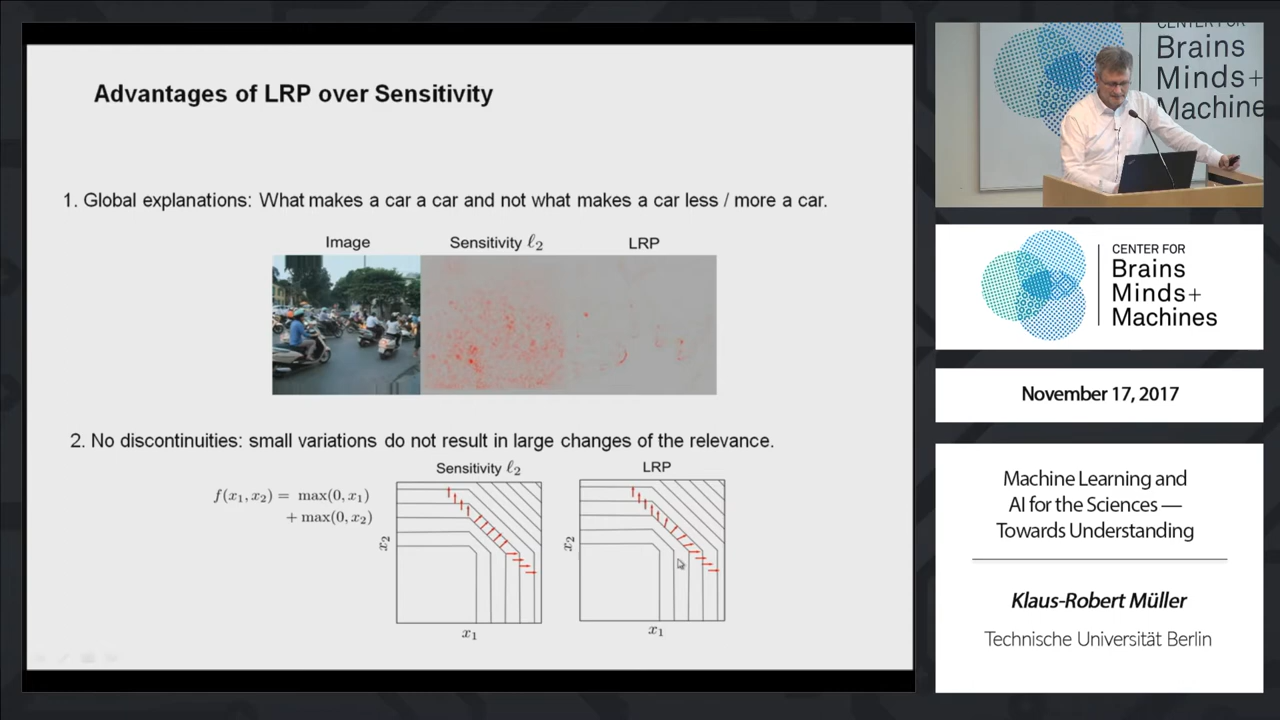 Advantages of LRP over Sensitivity
1. Global explanations: What makes a car a car and not what makes a car less / more a car.
Image
Sensitivity ℓ2
LRP
2. No discontinuities: small variations do not result in large changes of the relevance.
Sensitivity ℓ2
LRP
f(x1, x2) = max(0, x1)
+ max(0, x2)
x2
x1
x2
x1
CENTER FOR
Brains
Minds+
Machine
CENTER FOR
Brains
Minds+
Machines
November 17, 2017
Machine Learning and
AI for the Sciences —
Towards Understanding
Klaus-Robert Müller
Technische Universität Berlin